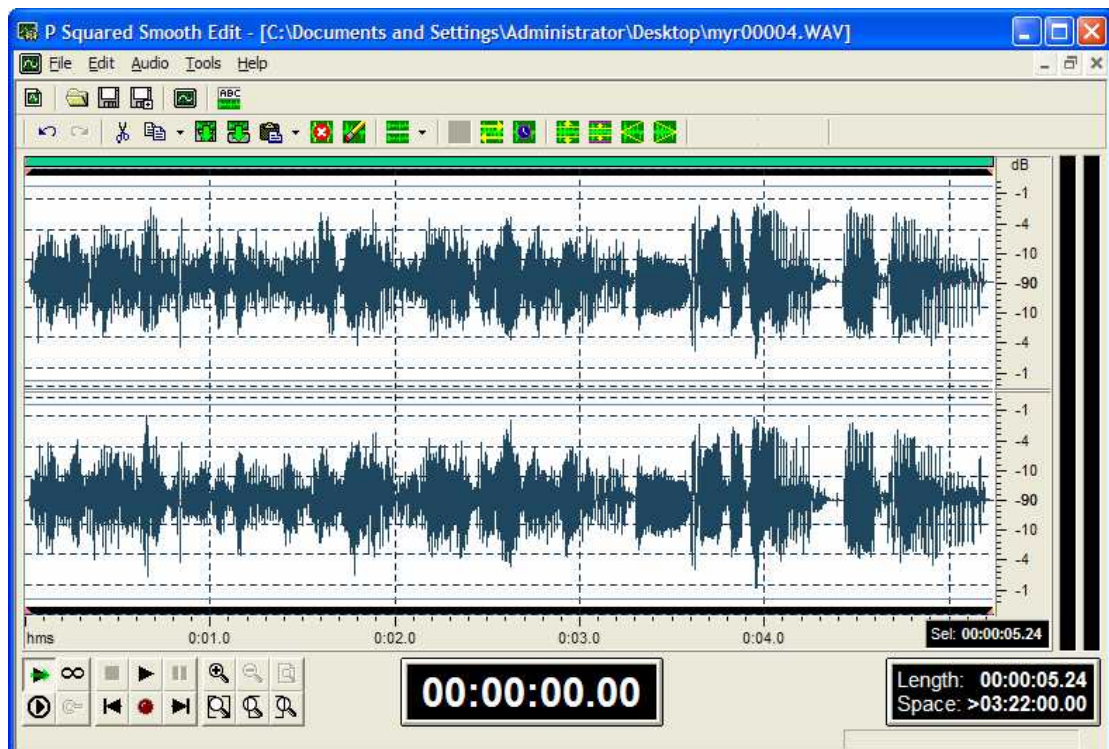 P Squared Smooth Edit - [C:\Documents and Settings\Administrator\Desktop\myr00004.WAV]
File Edit Audio Tools Help
ABC
dB
-1
-4
-10
-90
-10
-4
-1
-1
-4
-10
-90
-10
-4
-1
hms 0:01.0 0:02.0 0:03.0 0:04.0 Sel: 00:00:05.24
00:00:00.00
Length: 00:00:05.24
Space: >03:22:00.00